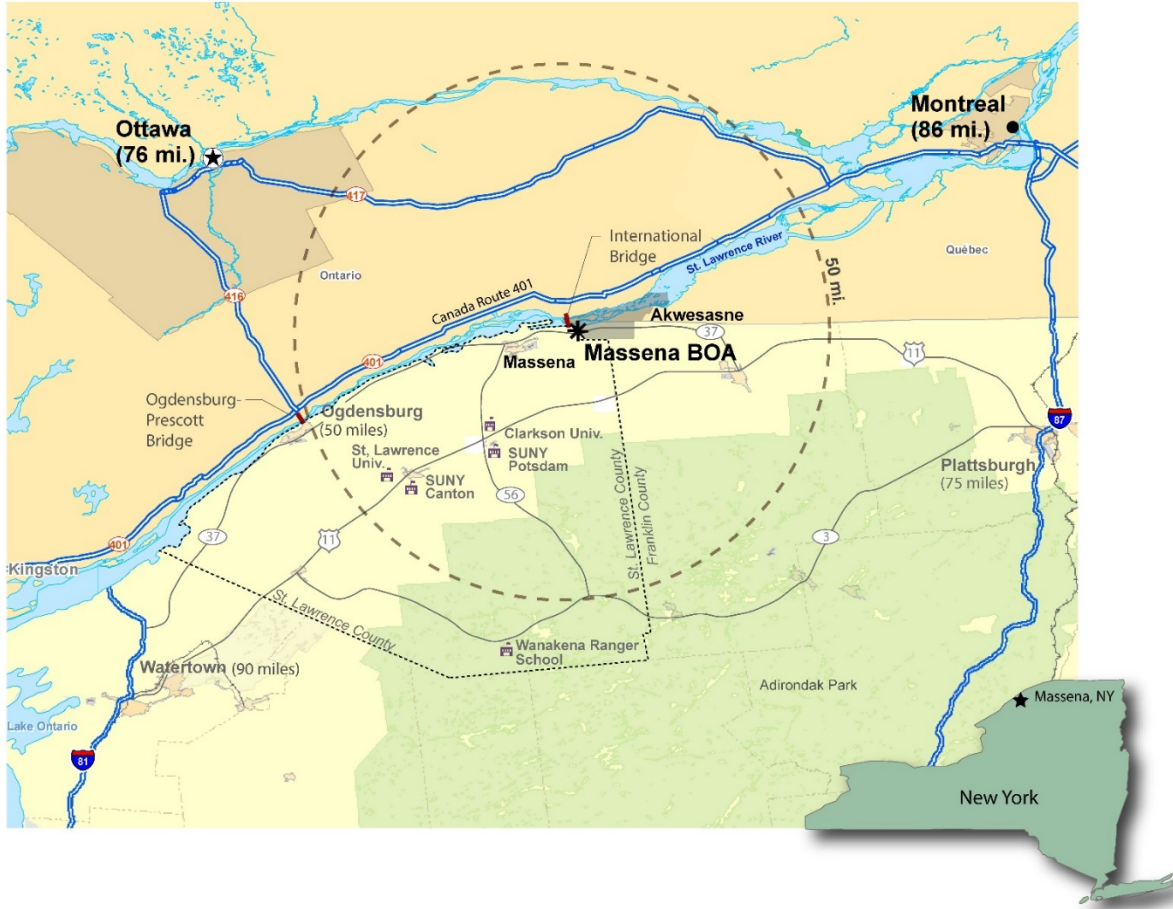 Ottawa
(76 mi.)
Montreal
(86 mi.)
417
International
Bridge
St. Lawrence River
Québec
Ontario
50 mi.
416
Canada Route 401
Akwesasne
37
Massena BOA
Massena
11
401
Ogdensburg-
Prescott
Bridge
Ogdensburg
(50 miles)
87
Clarkson Univ.
St, Lawrence
Univ.
SUNY
Potsdam
SUNY
Canton
Plattsburgh
(75 miles)
St. Lawrence County
Franklin County
56
37
11
3
401
Kingston
St. Lawrence County
Wanakena Ranger
School
Watertown (90 miles)
Adirondak Park
Massena, NY
Lake Ontario
81
New York